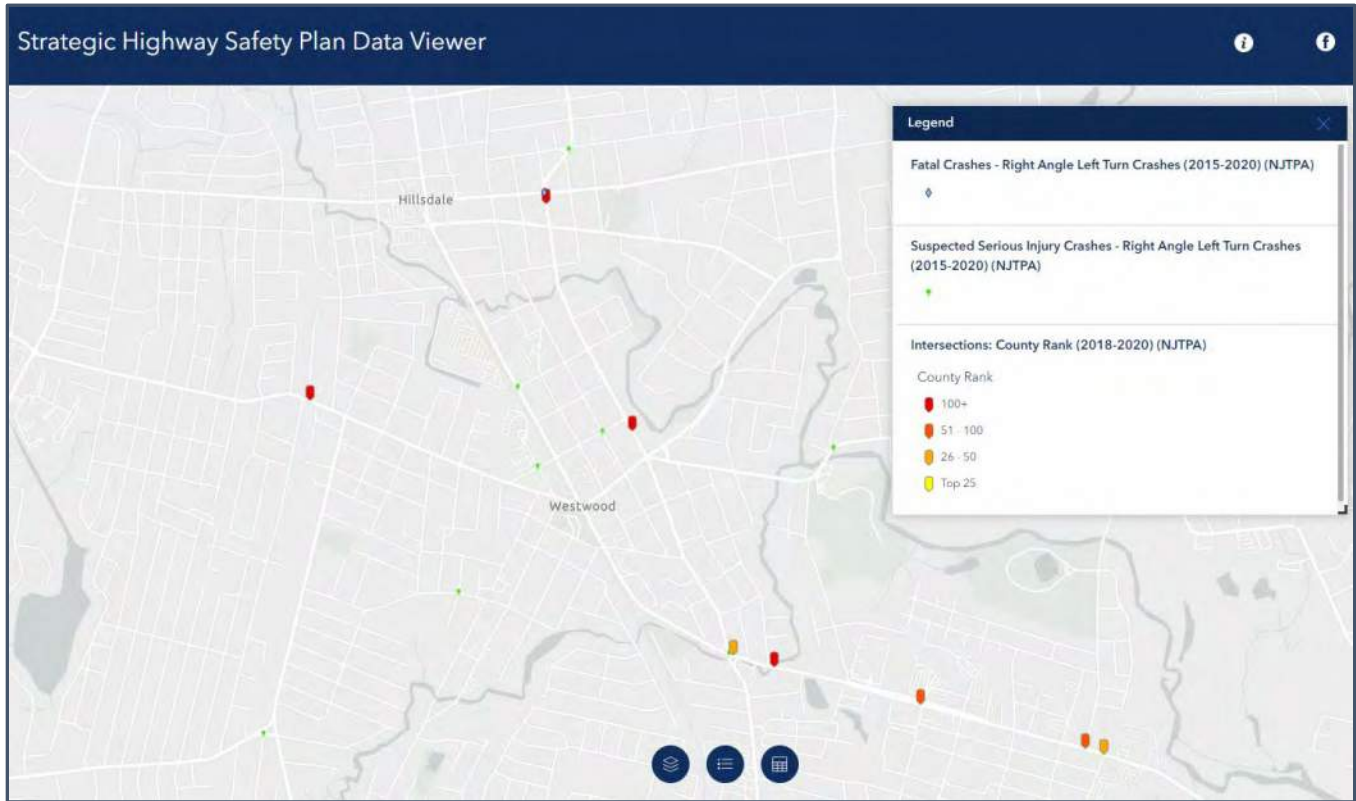 Strategic Highway Safety Plan Data Viewer
Legend
Fatal Crashes - Right Angle Left Turn Crashes (2015-2020) (NJTPA)
Suspected Serious Injury Crashes - Right Angle Left Turn Crashes
(2015-2020) (NJTPA)
Intersections: County Rank (2018-2020) (NJTPA)
County Rank
100+
51 - 100
26 - 50
Top 25
Hillsdale
Westwood